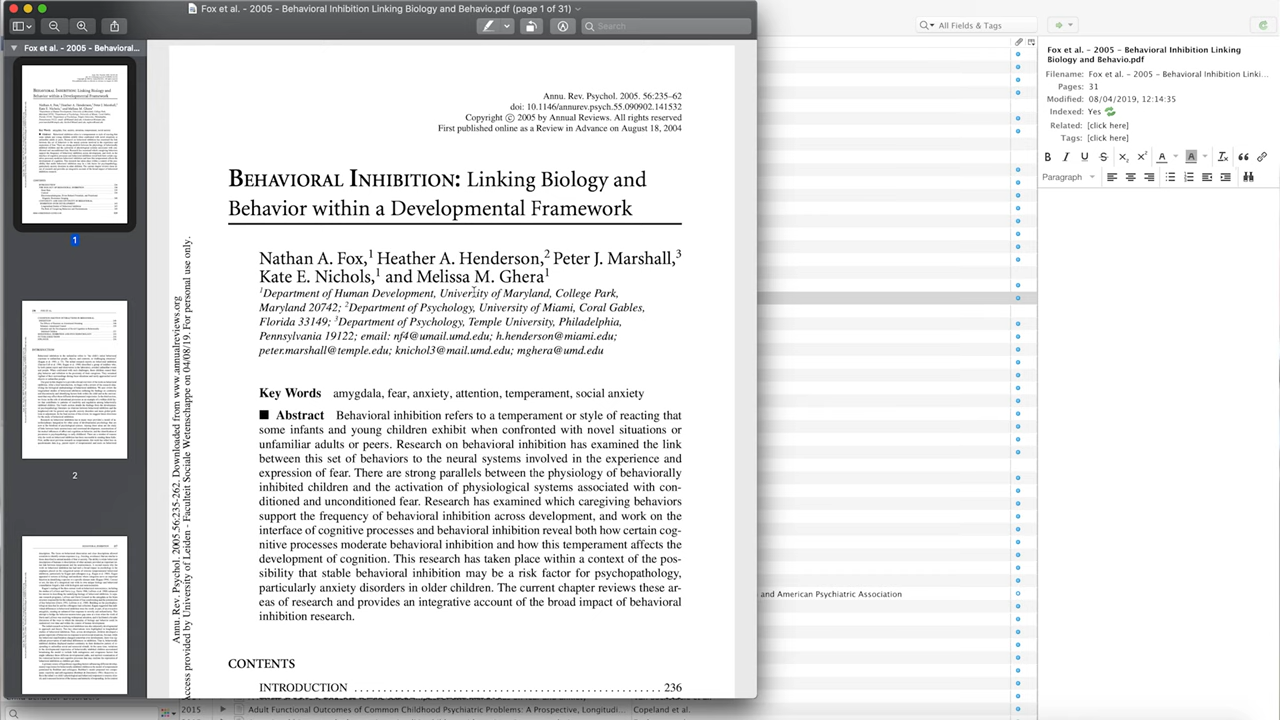 Fox et al. - 2005 - Behavioral Inhibition Linking Biology and Behavio.pdf (page 1 of 31)
Search
All Fields & Tags
Fox et al. - 2005 - Behavioral...
1
2
Annu. Rev. Psychol. 2005.56:235-262. Downloaded from www.annualreviews.org
Access provided by University of Leiden - Faculteit Sociale Wetenschappe on 04/08/19. For personal use only.
Annu. Rev. Psychol. 2005. 56:235–62
doi: 10.1146/annurev.psych.55.090902.141532
Copyright © 2005 by Annual Reviews. All rights reserved
First published online as a Review in Advance on August 18, 2004
BEHAVIORAL INHIBITION: Linking Biology and
Behavior within a Developmental Framework
Nathan A. Fox,1 Heather A. Henderson,2 Peter J. Marshall,3
Kate E. Nichols,1 and Melissa M. Ghera1
1Department of Human Development, University of Maryland, College Park,
Maryland 20742; 2Department of Psychology, University of Miami, Coral Gables,
Florida 33149; 3Department of Psychology, Temple University, Philadelphia,
Pennsylvania 19122; email: nf4@umail.umd.edu; h.henderson@miami.edu;
peter.marshall@temple.edu; knichol3@mail.umd.edu; mghera@umd.edu
Key Words amygdala, fear, anxiety, attention, temperament, social anxiety
■ Abstract Behavioral inhibition refers to a temperament or style of reacting that
some infants and young children exhibit when confronted with novel situations or
unfamiliar adults or peers. Research on behavioral inhibition has examined the link
between this set of behaviors to the neural systems involved in the experience and
expression of fear. There are strong parallels between the physiology of behaviorally
inhibited children and the activation of physiological systems associated with con-
ditioned and unconditioned fear. Research has examined which caregiving behaviors
support the frequency of behavioral inhibition across development, and work on the
interface of cognitive processes and behavioral inhibition reveal both how certain cog-
nitive processes moderate behavioral inhibition and how this temperament affects the
development of cognition. This research has taken place within a context of the pos-
sibility that stable behavioral inhibition may be a risk factor for psychopathology,
particularly anxiety disorders in older children. The chapter reviews these ar-
eas of research and provides an integrative account of the broad impact of behavioral
inhibition research.
CONTENTS
INTRODUCTION 236
Fox et al. - 2005 - Behavioral Inhibition Linking
Biology and Behavio.pdf
Filename: Fox et al. - 2005 - Behavioral Inhibition Linki...
Pages: 31
Modified: 08/04/2019, 12:14:35
Indexed: Yes
Related: [click here]
Tags: [click here]
Paragraph
and American Psychiatric Association
2015 Adult Functional Outcomes of Common Childhood Psychiatric Problems: A Prospective, Longitudi... Copeland et al.